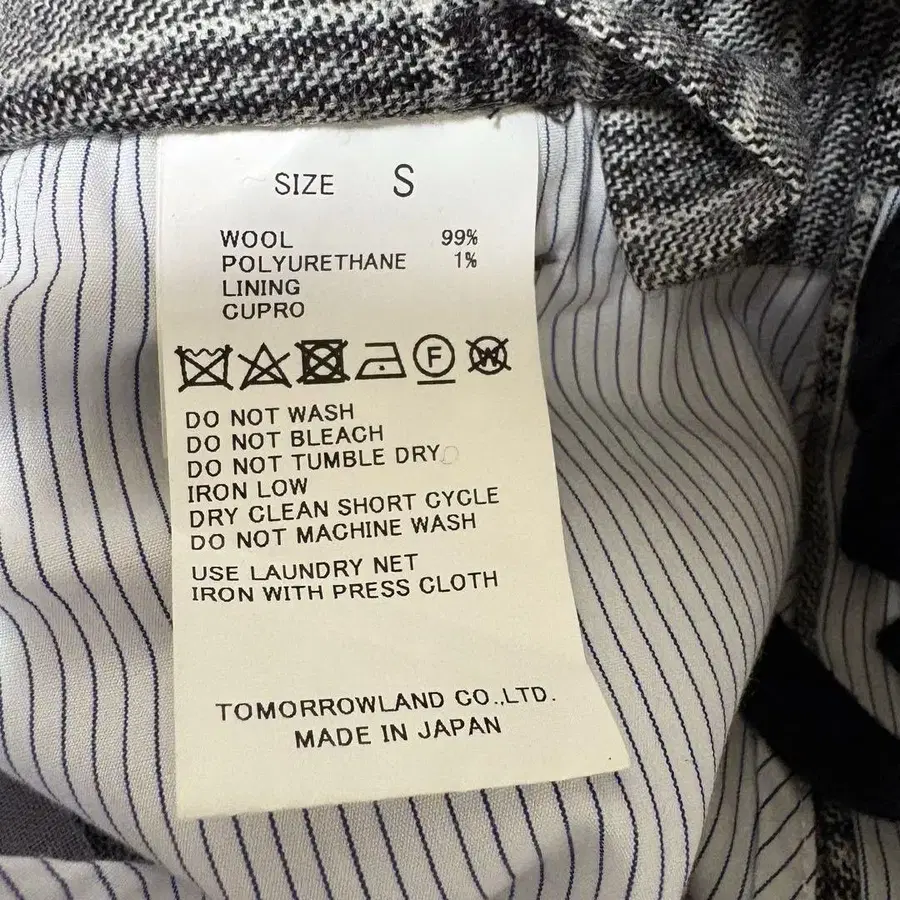 SIZE S
WOOL 99%
POLYURETHANE 1%
LINING
CUPRO
F W
DO NOT WASH
DO NOT BLEACH
DO NOT TUMBLE DRY
IRON LOW
DRY CLEAN SHORT CYCLE
DO NOT MACHINE WASH
USE LAUNDRY NET
IRON WITH PRESS CLOTH
TOMORROWLAND CO.,LTD.
MADE IN JAPAN